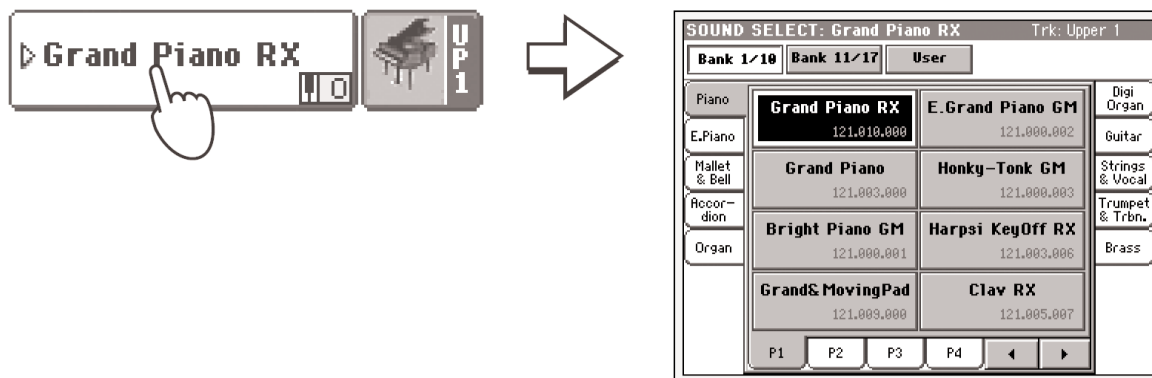 Grand Piano RX
UP1
0
SOUND SELECT: Grand Piano RX Trk: Upper 1
Bank 1/10 Bank 11/17 User
Piano
E.Piano
Mallet
& Bell
Accor-
dion
Organ
Grand Piano RX
121.010.000
E.Grand Piano GM
121.000.002
Grand Piano
121.003.000
Honky-Tonk GM
121.000.003
Bright Piano GM
121.000.001
Harpsi KeyOff RX
121.003.006
Grand&MovingPad
121.009.000
Clav RX
121.005.007
Digi
Organ
Guitar
Strings
& Vocal
Trumpet
& Trbn.
Brass
P1 P2 P3 P4